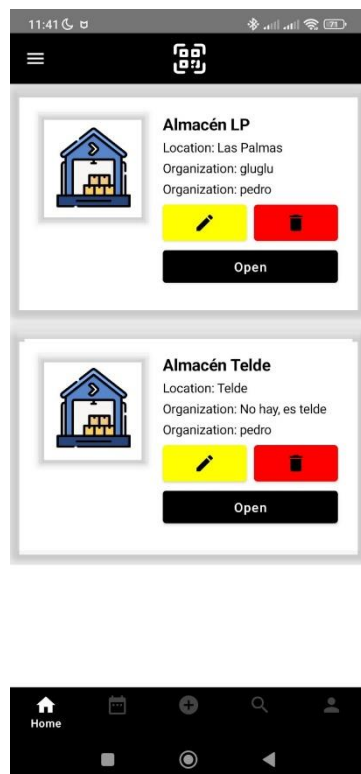 11:41
71
Almacén LP
Location: Las Palmas
Organization: gluglu
Organization: pedro
Open
Almacén Telde
Location: Telde
Organization: No hay, es telde
Organization: pedro
Open
Home